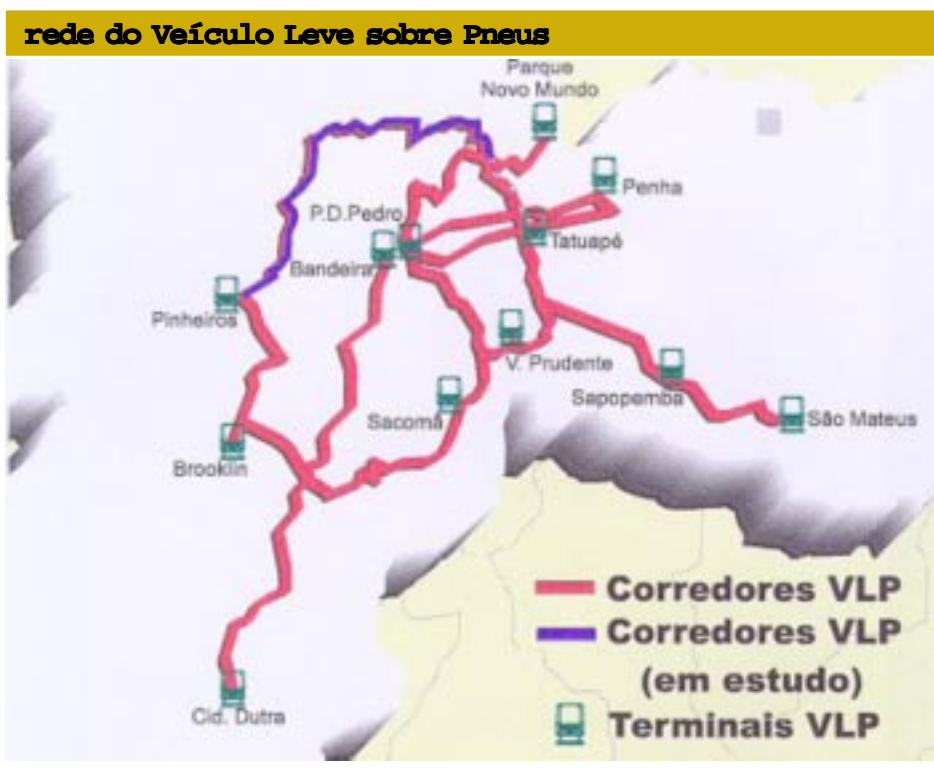 rede do Veículo Leve sobre Pneus
Parque
Novo Mundo
Penha
P.D.Pedro
Tatuapé
Bandeira
Pinheiros
V. Prudente
Sapopemba
Sacomã
São Mateus
Brooklin
Cid. Dutra
Corredores VLP
Corredores VLP
(em estudo)
Terminais VLP